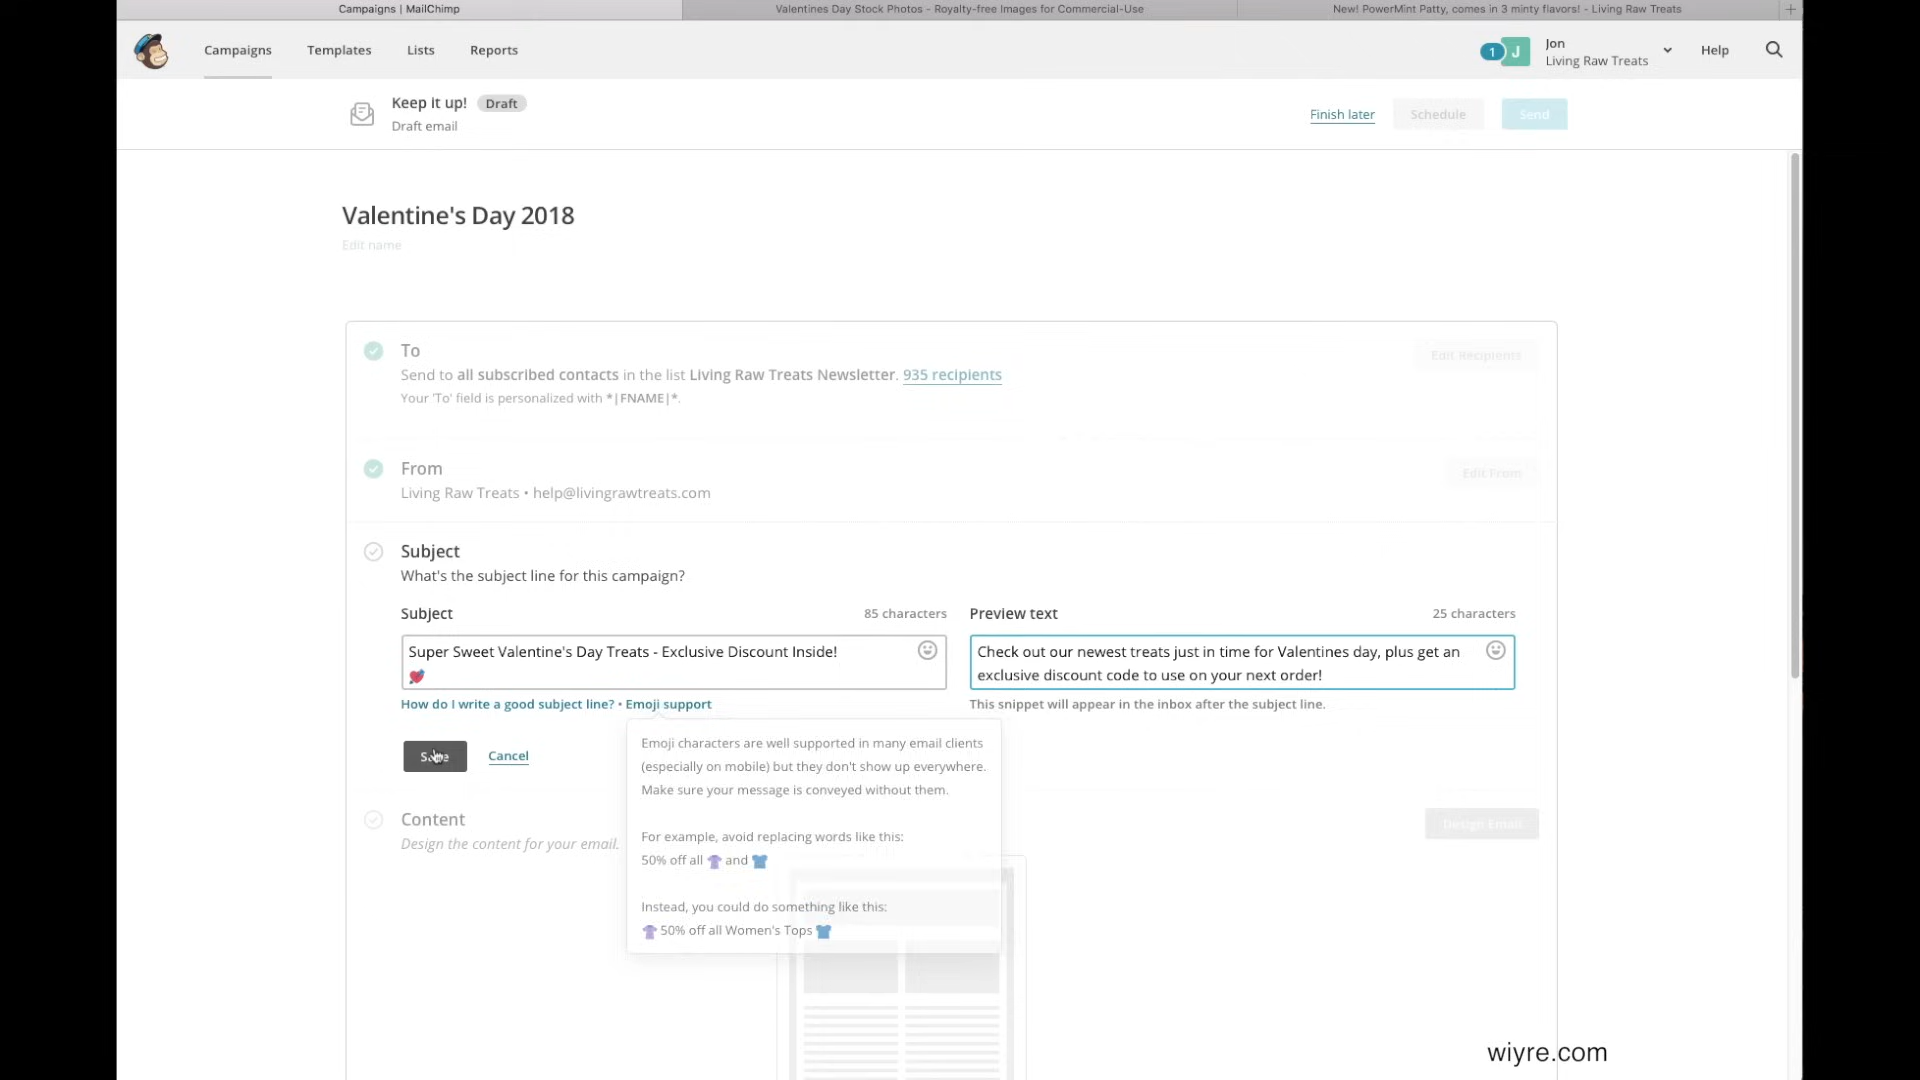 Campaigns | MailChimp
Valentines Day Stock Photos - Royalty-free Images for Commercial-Use
New! PowerMint Patty, comes in 3 minty flavors! - Living Raw Treats
Campaigns
Templates
Lists
Reports
1
J
Jon
Living Raw Treats
Help
Keep it up!
Draft
Draft email
Finish later
Schedule
Send
Valentine's Day 2018
Edit name
To
Send to all subscribed contacts in the list Living Raw Treats Newsletter. 935 recipients
Your 'To' field is personalized with *|FNAME|*.
Edit Recipients
From
Living Raw Treats • help@livingrawtreats.com
Edit From
Subject
What's the subject line for this campaign?
Subject
85 characters
Preview text
25 characters
Super Sweet Valentine's Day Treats - Exclusive Discount Inside!
💘
Check out our newest treats just in time for Valentines day, plus get an
exclusive discount code to use on your next order!
How do I write a good subject line? • Emoji support
This snippet will appear in the inbox after the subject line.
Save
Cancel
Emoji characters are well supported in many email clients
(especially on mobile) but they don't show up everywhere.
Make sure your message is conveyed without them.
For example, avoid replacing words like this:
50% off all 👚 and 👕
Instead, you could do something like this:
👚 50% off all Women's Tops 👕
Content
Design the content for your email.
Design Email
wiyre.com